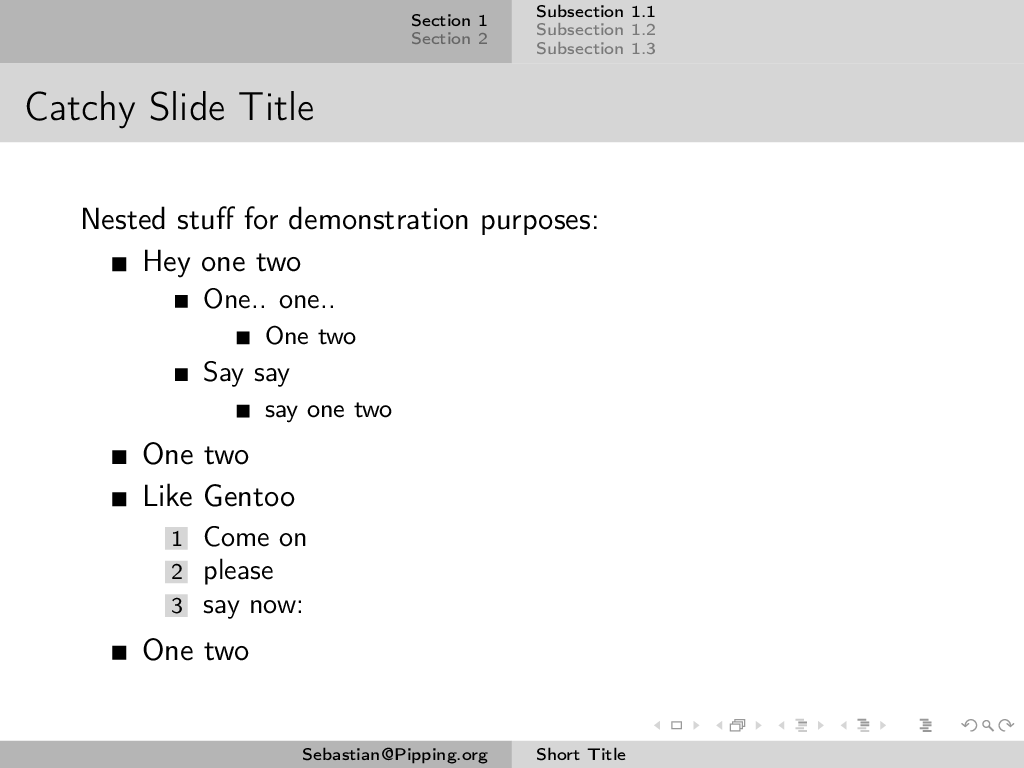 Section 1
Section 2
Subsection 1.1
Subsection 1.2
Subsection 1.3
Catchy Slide Title
Nested stuff for demonstration purposes:
Hey one two
One.. one..
One two
Say say
say one two
One two
Like Gentoo
1 Come on
2 please
3 say now:
One two
Sebastian@Pipping.org
Short Title